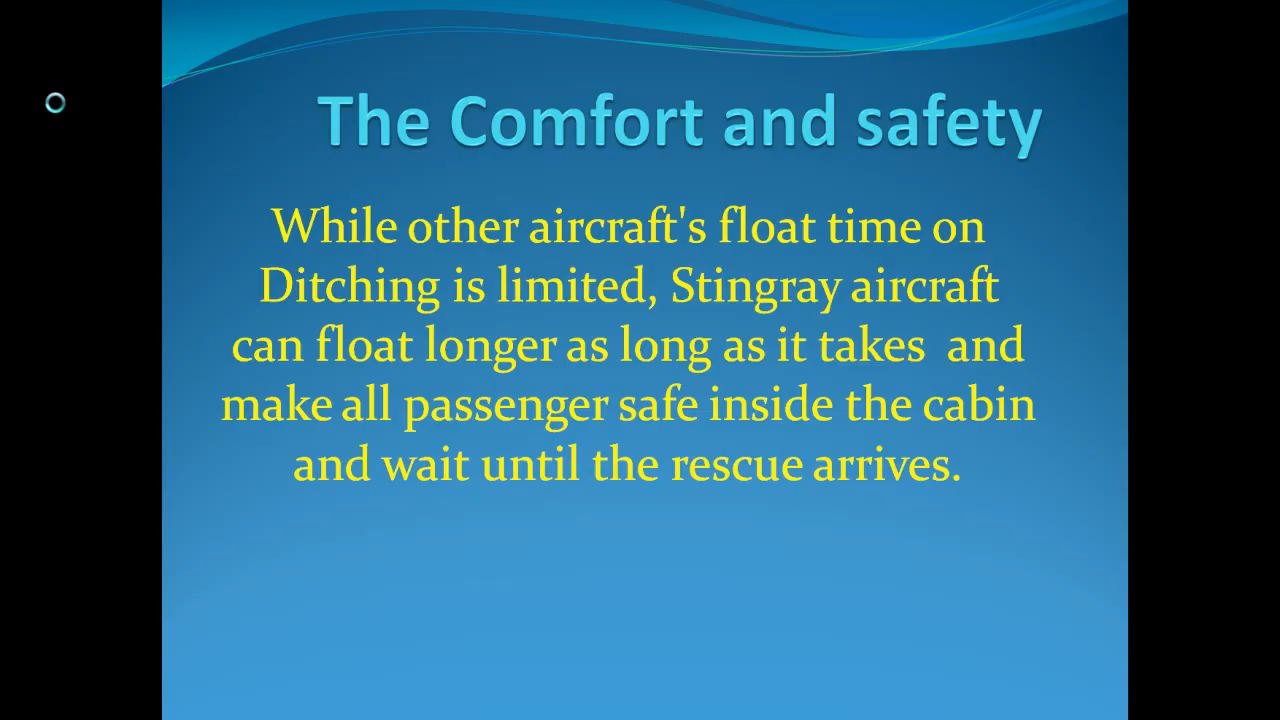 The Comfort and safety
While other aircraft's float time on
Ditching is limited, Stingray aircraft
can float longer as long as it takes  and
make all passenger safe inside the cabin
and wait until the rescue arrives.